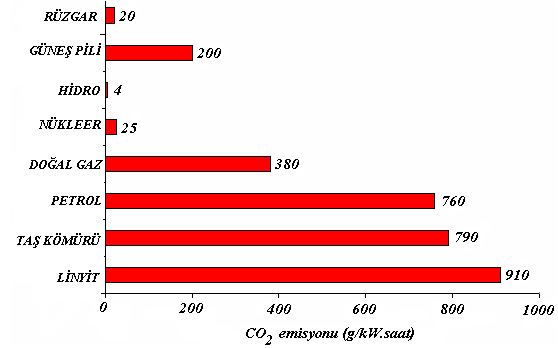 RÜZGAR 20
GÜNEŞ PİLİ 200
HİDRO 4
NÜKLEER 25
DOĞAL GAZ 380
PETROL 760
TAŞ KÖMÜRÜ 790
LİNYİT 910
0 200 400 600 800 1000
CO2 emisyonu (g/kW.saat)